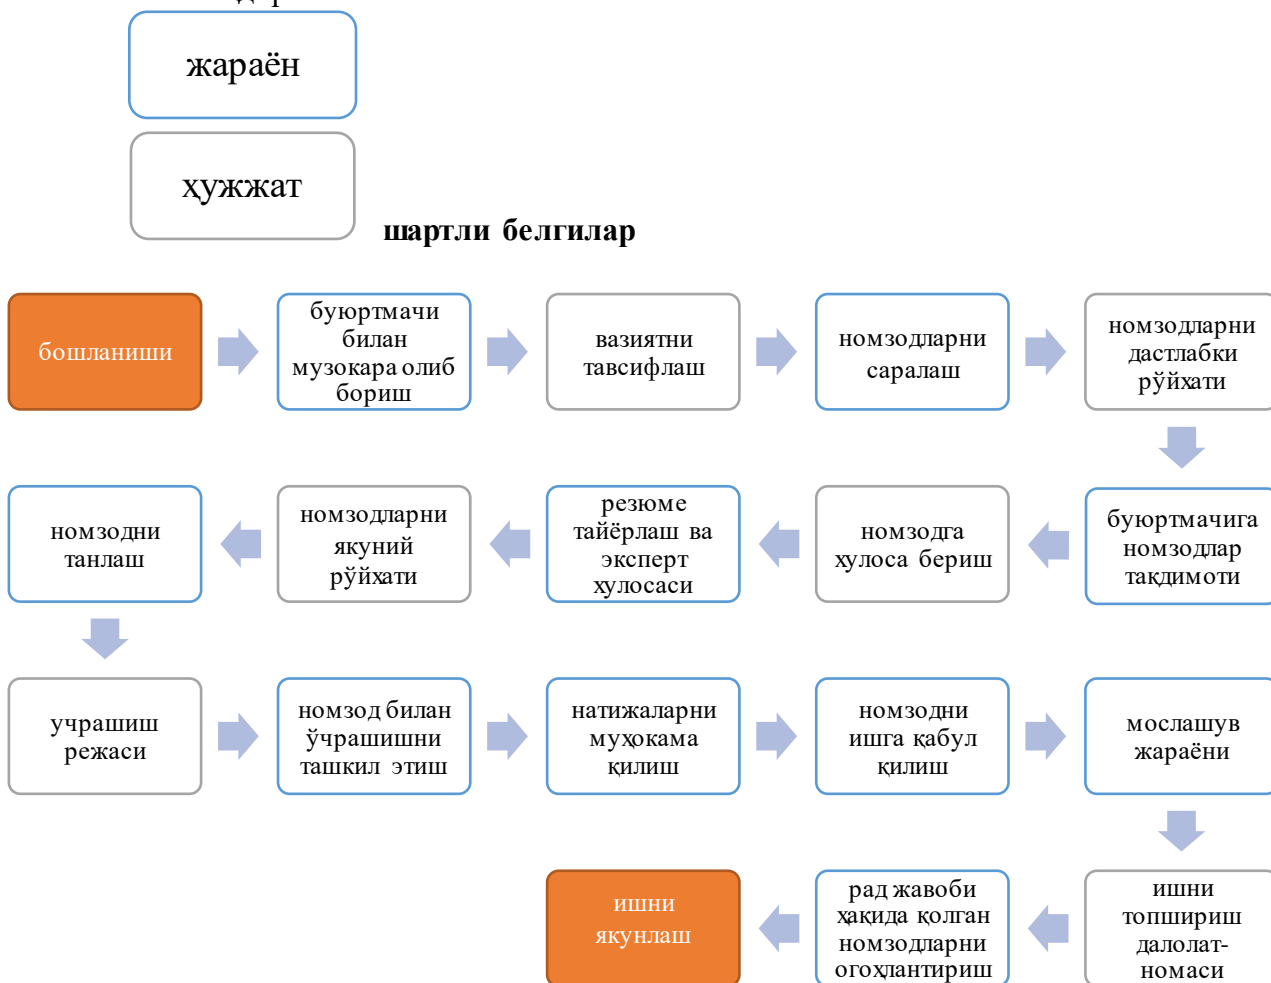 жараён
ҳужжат
шартли белгилар
бошланиши
буюртмачи
билан
музокара олиб
бориш
вазиятни
тавсифлаш
номзодларни
саралаш
номзодларни
дастлабки
рўйхати
буюртмачига
номзодлар
тақдимоти
номзодга
хулоса бериш
резюме
тайёрлаш ва
эксперт
хулосаси
номзодларни
якуний
рўйхати
номзодни
танлаш
учрашиш
режаси
номзод билан
ўчрашишни
ташкил этиш
натижаларни
муҳокама
қилиш
номзодни
ишга қабул
қилиш
мослашув
жараёни
ишни
топшириш
далолат-
номаси
рад жавоби
ҳақида қолган
номзодларни
огоҳлантириш
ишни
якунлаш